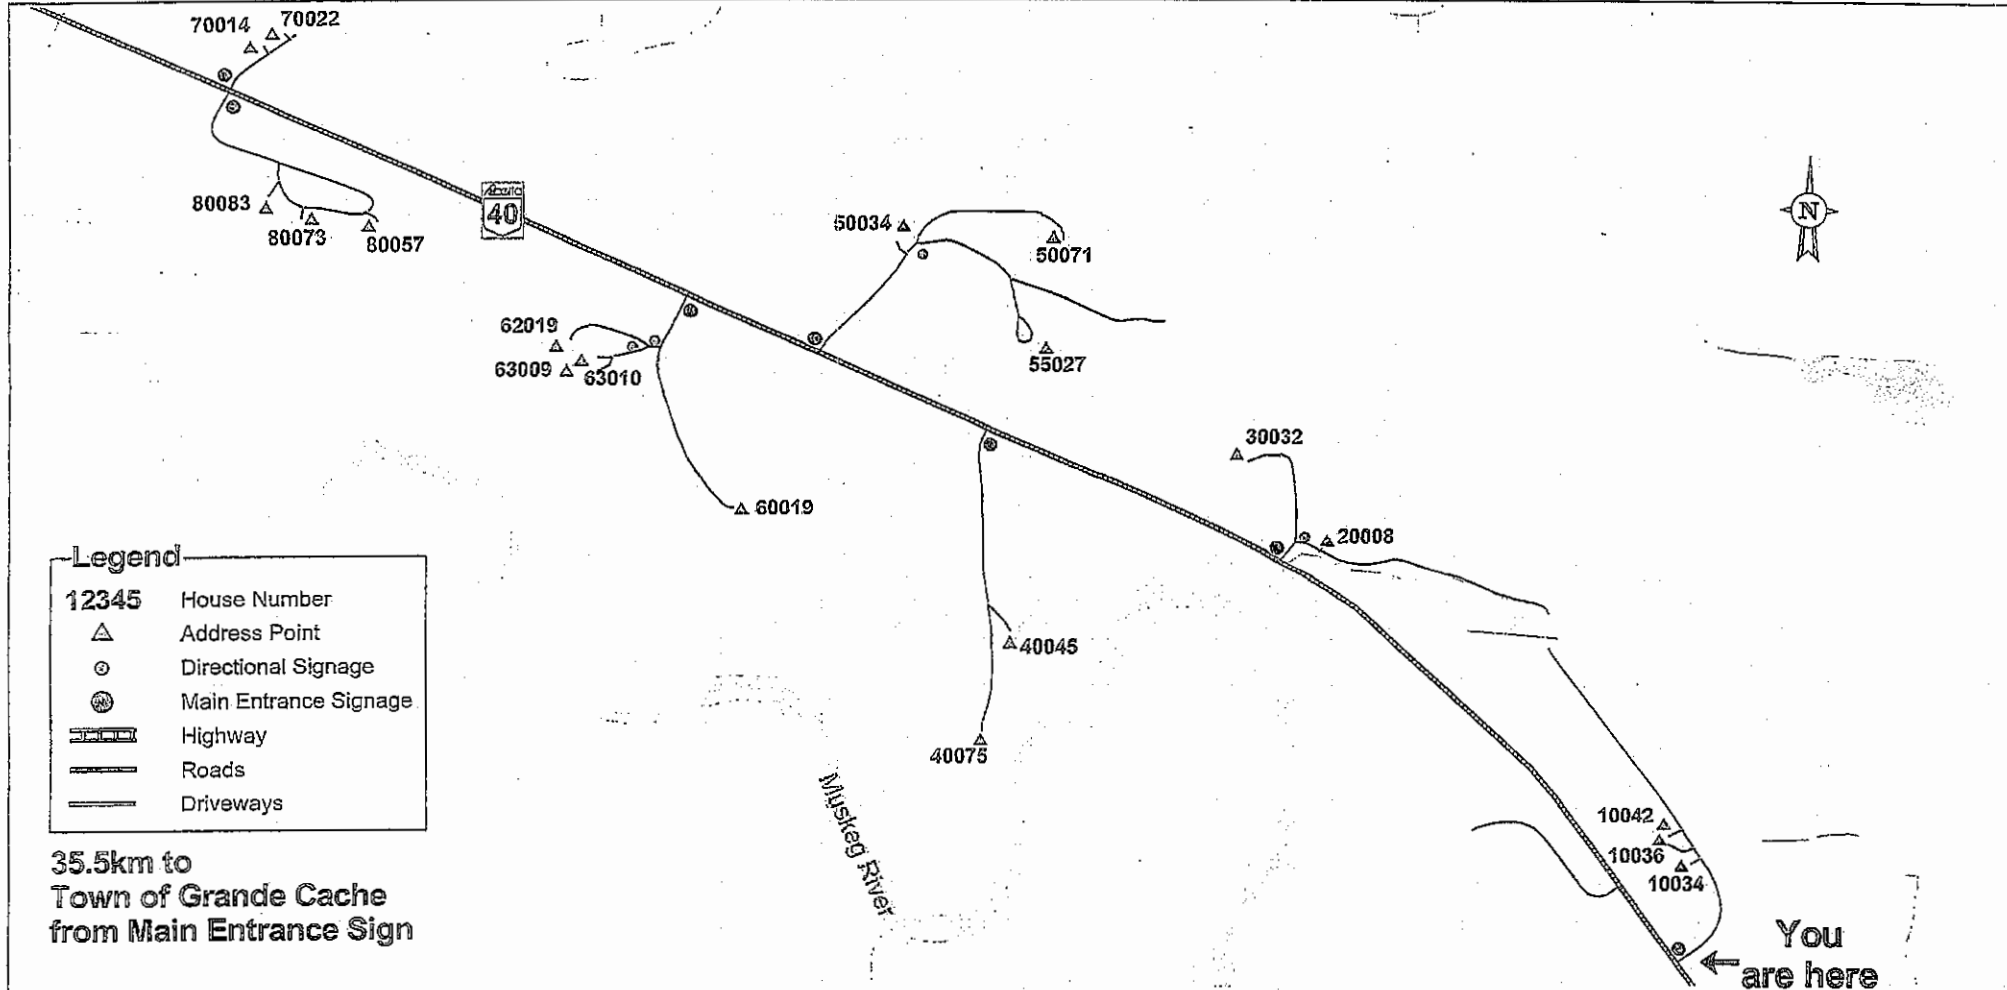 70014
70022
80083
80073
80057
Alberta
40
50034
50071
55027
N
62019
63009
63010
60019
30032
20008
40045
40075
Legend
12345 House Number
Address Point
Directional Signage
Main Entrance Signage
Highway
Roads
Driveways
35.5km to
Town of Grande Cache
from Main Entrance Sign
Muskeg River
10042
10036
10034
You
are here